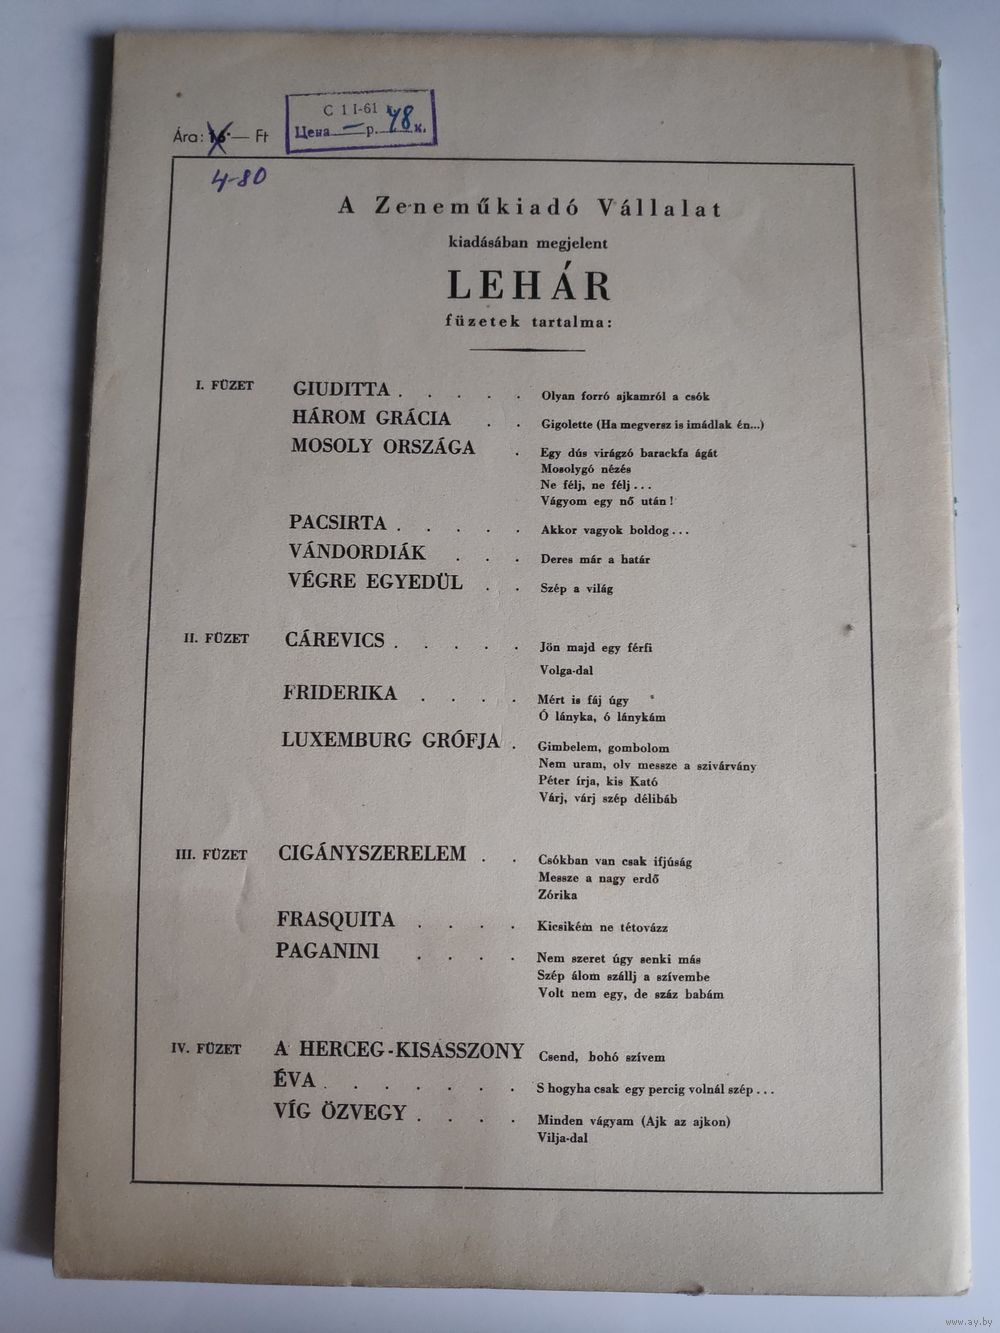 С 1 I-61
Цена — р. 48 к.
Ára: 16·— Ft
4-80
A Zeneműkiadó Vállalat
kiadásában megjelent
LEHÁR
füzetek tartalma:
I. FÜZET GIUDITTA . . . . . Olyan forró ajkamról a csók
HÁROM GRÁCIA . . Gigolette (Ha megversz is imádlak én...)
MOSOLY ORSZÁGA . Egy dús virágzó barackfa ágát
Mosolygó nézés
Ne félj, ne félj...
Vágyom egy nő után!
PACSIRTA . . . . . Akkor vagyok boldog...
VÁNDORDIÁK . . . Deres már a határ
VÉGRE EGYEDÜL . . Szép a világ
II. FÜZET CÁREVICS . . . . . Jön majd egy férfi
Volga-dal
FRIDERIKA . . . . Mért is fáj úgy
Ó lányka, ó lánykám
LUXEMBURG GRÓFJA . Gimbelem, gombolom
Nem uram, olv messze a szivárvány
Péter írja, kis Kató
Várj, várj szép délibáb
III. FÜZET CIGÁNYSZERELEM . . Csókban van csak ifjúság
Messze a nagy erdő
Zórika
FRASQUITA . . . . Kicsikém ne tétovázz
PAGANINI . . . . Nem szeret úgy senki más
Szép álom szállj a szívembe
Volt nem egy, de száz babám
IV. FÜZET A HERCEG-KISASSZONY Csend, bohó szívem
ÉVA . . . . . . . S hogyha csak egy percig volnál szép...
VÍG ÖZVEGY . . . . Minden vágyam (Ajk az ajkon)
Vilja-dal
www.ay.by